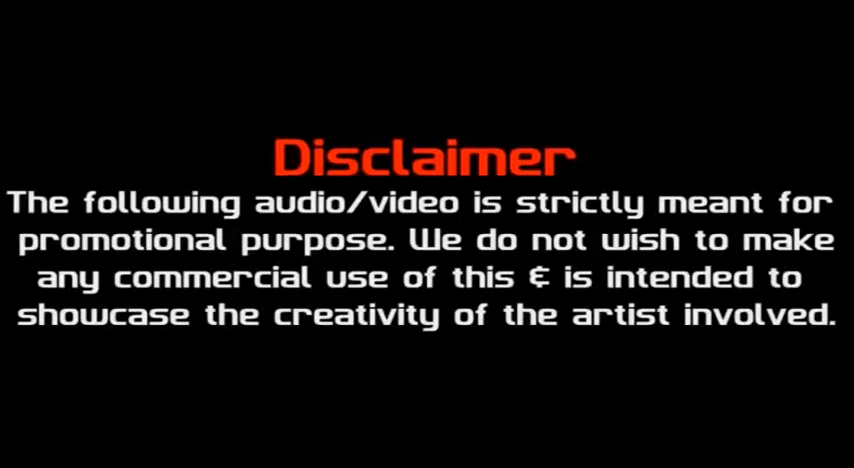 Disclaimer
The following audio/video is strictly meant for
promotional purpose. We do not wish to make
any commercial use of this & is intended to
showcase the creativity of the artist involved.